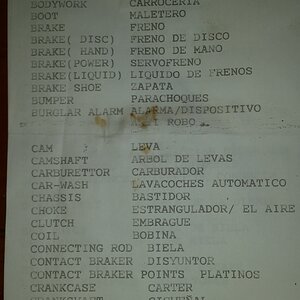 BODYWORK CARROCERIA
BOOT MALETERO
BRAKE FRENO
BRAKE( DISC) FRENO DE DISCO
BRAKE( HAND) FRENO DE MANO
BRAKE(POWER) SERVOFRENO
BRAKE(LIQUID) LIQUIDO DE FRENOS
BRAKE SHOE ZAPATA
BUMPER PARACHOQUES
BURGLAR ALARM ALARMA/DISPOSITIVO
ROBO
CAM LEVA
CAMSHAFT ARBOL DE LEVAS
CARBURETTOR CARBURADOR
CAR-WASH LAVACOCHES AUTOMATICO
CHASSIS BASTIDOR
CHOKE ESTRANGULADOR/ EL AIRE
CLUTCH EMBRAGUE
COIL BOBINA
CONNECTING ROD BIELA
CONTACT BRAKER DISYUNTOR
CONTACT BRAKER POINTS PLATINOS
CRANKCASE CARTER
CRANKSHAFT CIGUEÑAL